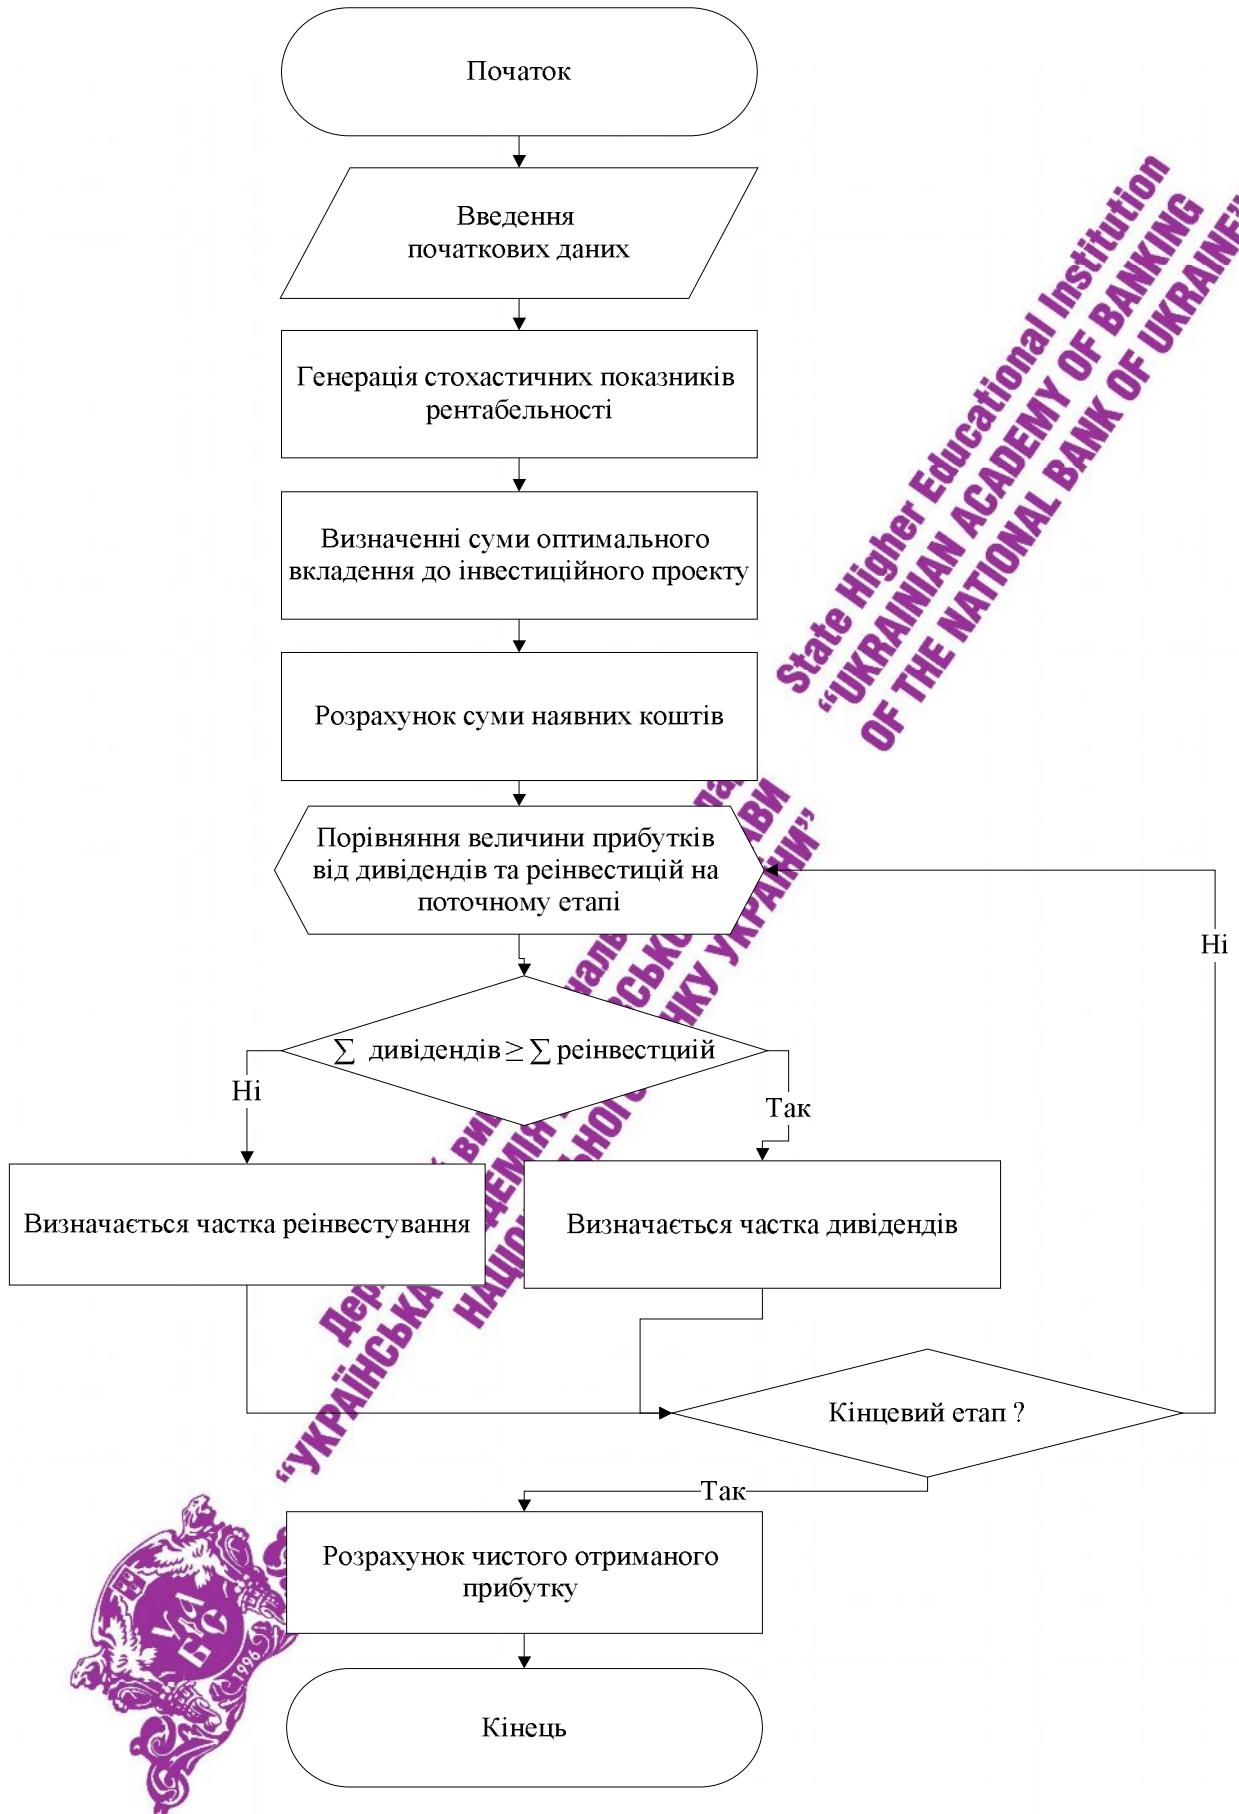 Початок
Введення
початкових даних
Генерація стохастичних показників
рентабельності
Визначенні суми оптимального
вкладення до інвестиційного проекту
Розрахунок суми наявних коштів
Порівняння величини прибутків
від дивідендів та реінвестицій на
поточному етапі
Ні
∑ дивідендів ≥ ∑ реінвестциій
Ні
Так
Визначається частка реінвестування
Визначається частка дивідендів
Кінцевий етап ?
Так
Розрахунок чистого отриманого
прибутку
Кінець
State Higher Educational Institution
“UKRAINIAN ACADEMY OF BANKING
OF THE NATIONAL BANK OF UKRAINE”
“УКРАЇНСЬКА
УКРАЇНИ”
1996